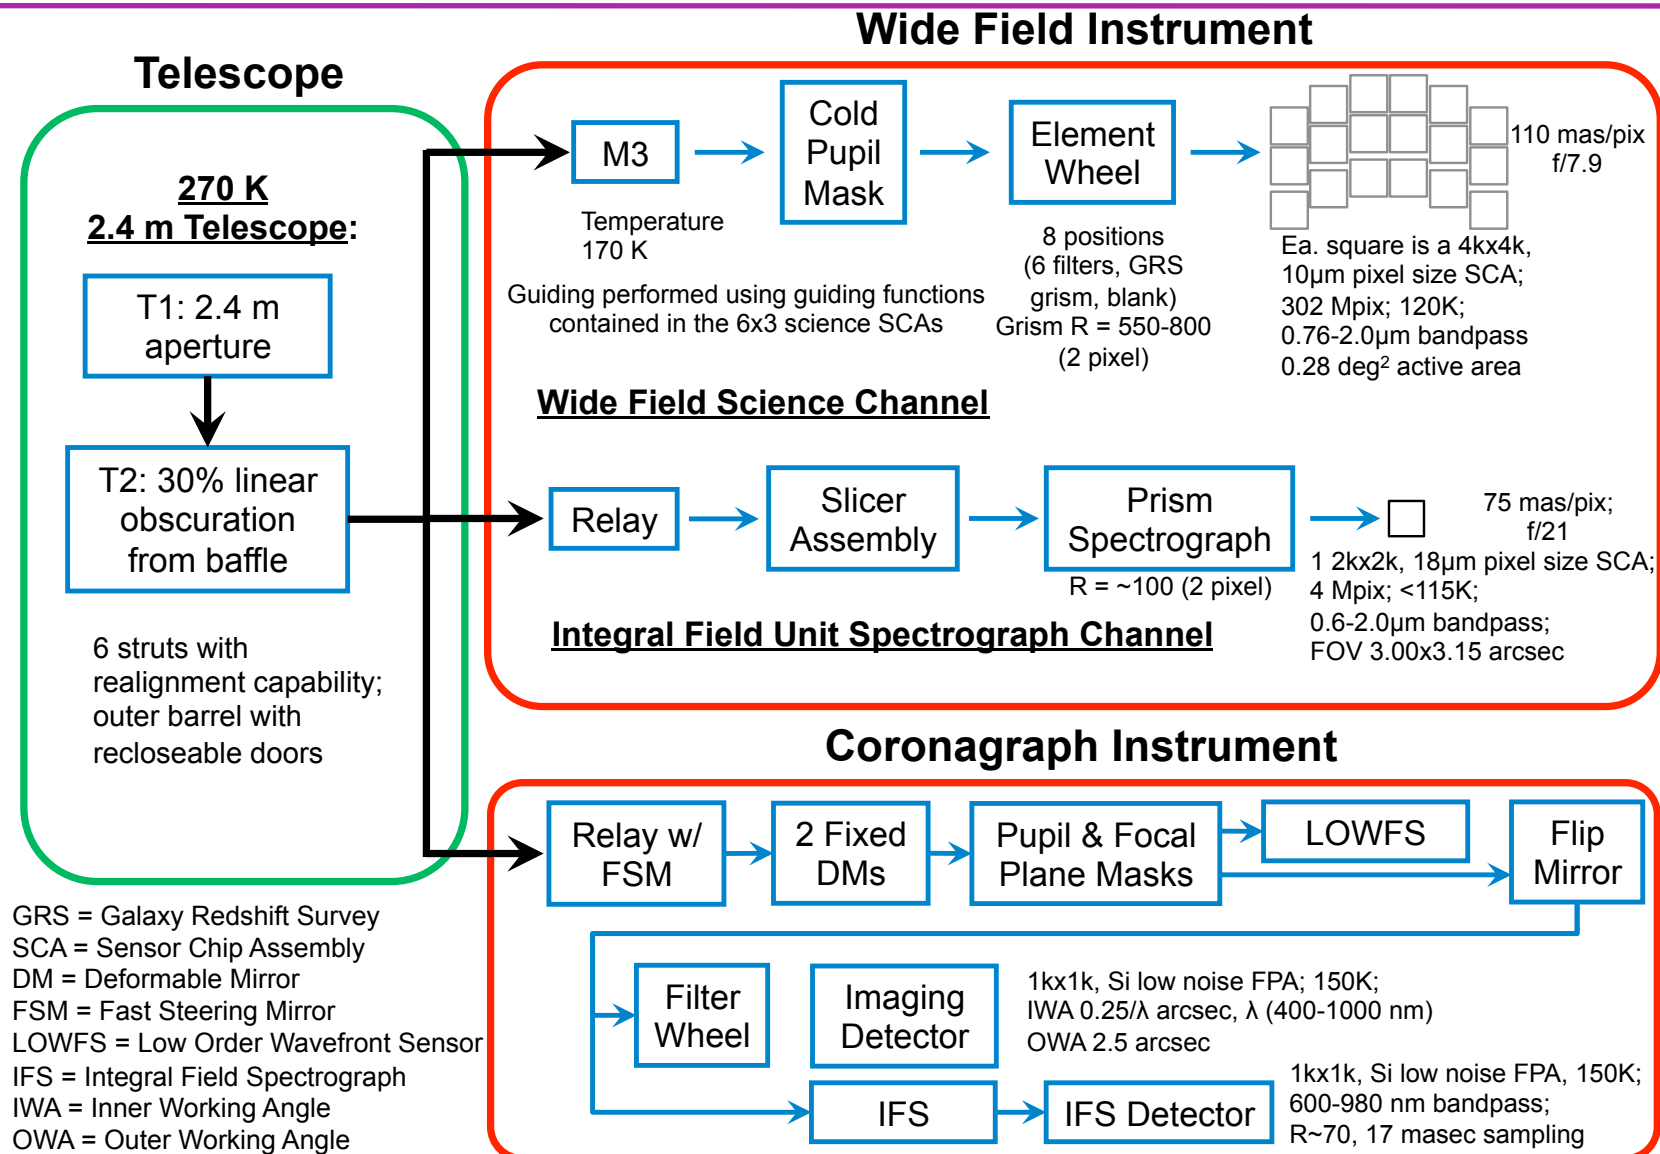 Wide Field Instrument
Telescope
270 K
2.4 m Telescope:
T1: 2.4 m
aperture
T2: 30% linear
obscuration
from baffle
6 struts with
realignment capability;
outer barrel with
recloseable doors
M3
Temperature
170 K
Cold
Pupil
Mask
Element
Wheel
8 positions
(6 filters, GRS
grism, blank)
Grism R = 550-800
(2 pixel)
Guiding performed using guiding functions
contained in the 6x3 science SCAs
110 mas/pix
f/7.9
Ea. square is a 4kx4k,
10µm pixel size SCA;
302 Mpix; 120K;
0.76-2.0µm bandpass
0.28 deg² active area
Wide Field Science Channel
Relay
Slicer
Assembly
Prism
Spectrograph
R = ~100 (2 pixel)
75 mas/pix;
f/21
1 2kx2k, 18µm pixel size SCA;
4 Mpix; <115K;
0.6-2.0µm bandpass;
FOV 3.00x3.15 arcsec
Integral Field Unit Spectrograph Channel
Coronagraph Instrument
Relay w/
FSM
2 Fixed
DMs
Pupil & Focal
Plane Masks
LOWFS
Flip
Mirror
Filter
Wheel
Imaging
Detector
1kx1k, Si low noise FPA; 150K;
IWA 0.25/λ arcsec, λ (400-1000 nm)
OWA 2.5 arcsec
IFS
IFS Detector
1kx1k, Si low noise FPA, 150K;
600-980 nm bandpass;
R~70, 17 masec sampling
GRS = Galaxy Redshift Survey
SCA = Sensor Chip Assembly
DM = Deformable Mirror
FSM = Fast Steering Mirror
LOWFS = Low Order Wavefront Sensor
IFS = Integral Field Spectrograph
IWA = Inner Working Angle
OWA = Outer Working Angle